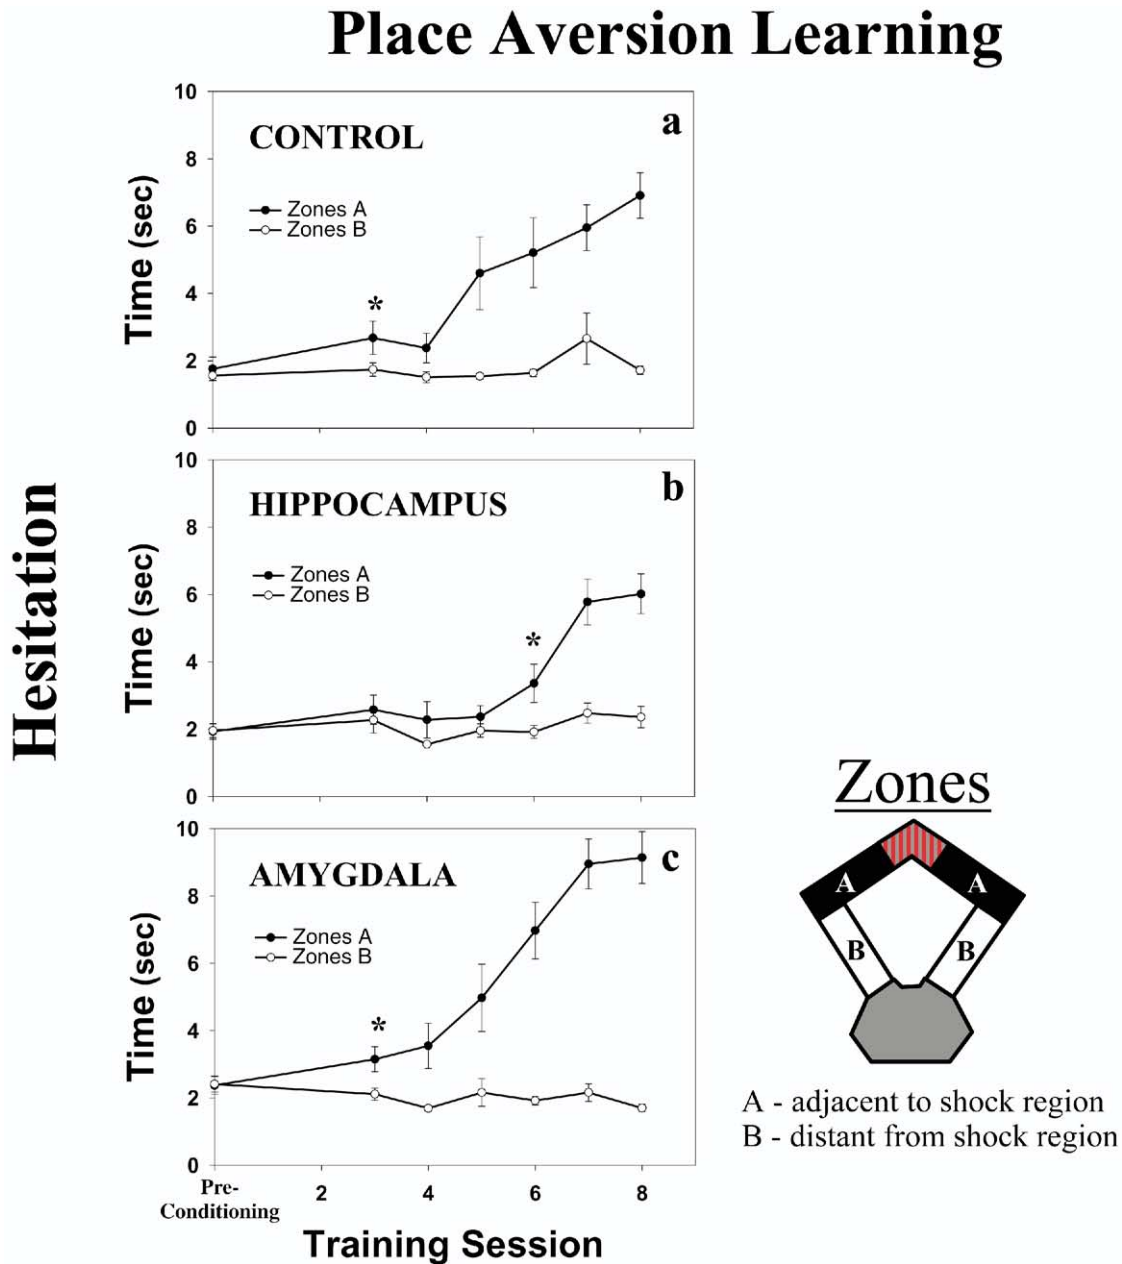 Place Aversion Learning
Hesitation
a
CONTROL
Zones A
Zones B
Time (sec)
10
8
6
4
2
0
b
HIPPOCAMPUS
Zones A
Zones B
Time (sec)
10
8
6
4
2
0
c
AMYGDALA
Zones A
Zones B
Time (sec)
10
8
6
4
2
0
*
*
*
Pre-
Conditioning
2
4
6
8
Training Session
Zones
A
A
B
B
A - adjacent to shock region
B - distant from shock region